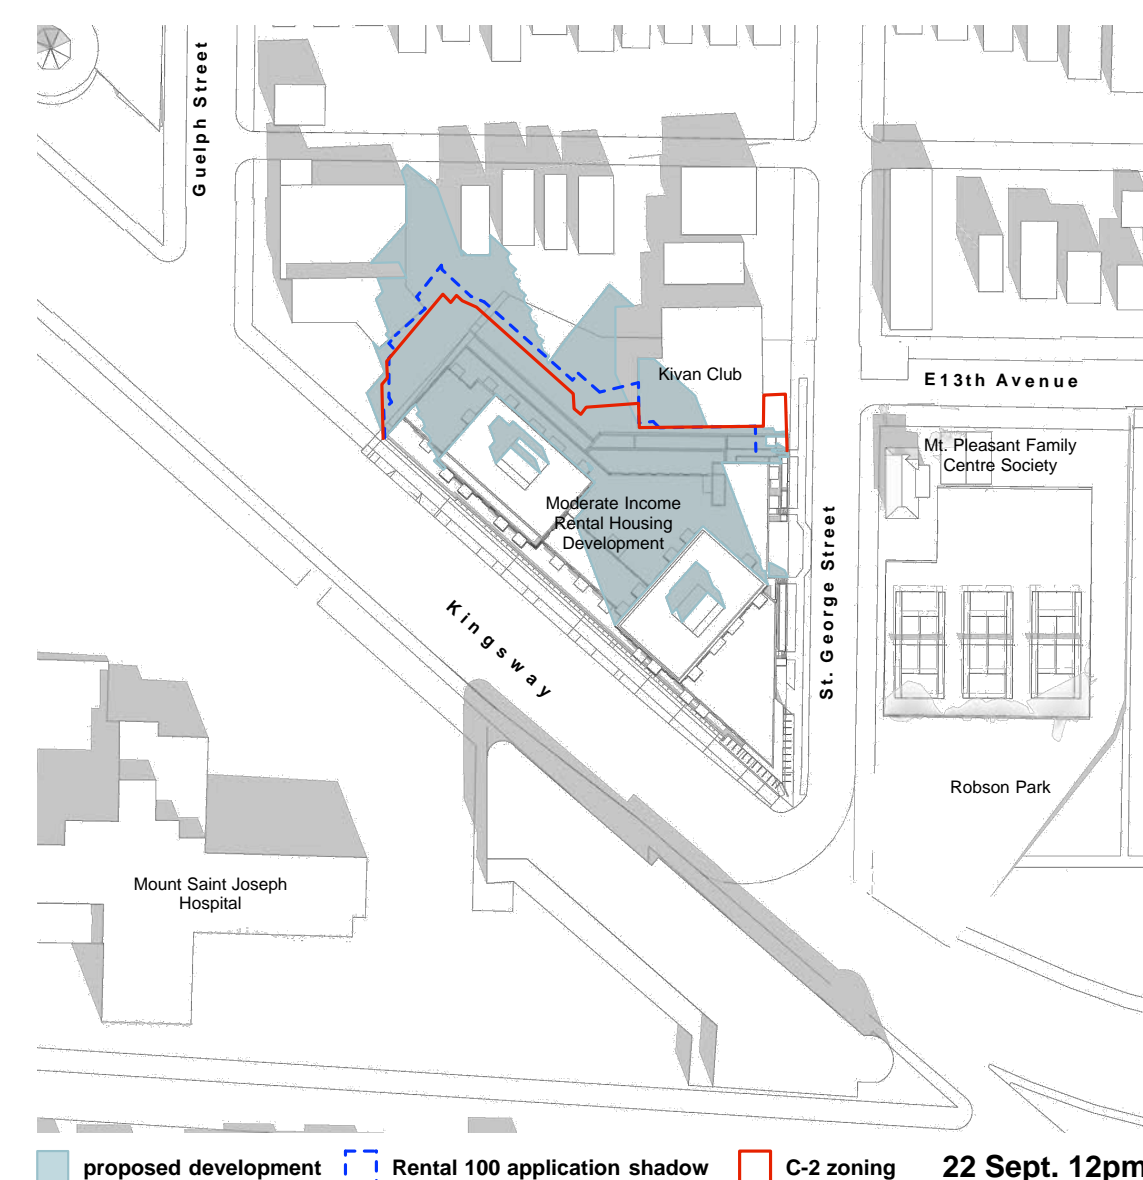 Guelph Street
Kivan Club
E13th Avenue
Mt. Pleasant Family
Centre Society
Moderate Income
Rental Housing
Development
St. George Street
Kingsway
Robson Park
Mount Saint Joseph
Hospital
proposed development
Rental 100 application shadow
C-2 zoning
22 Sept. 12pm